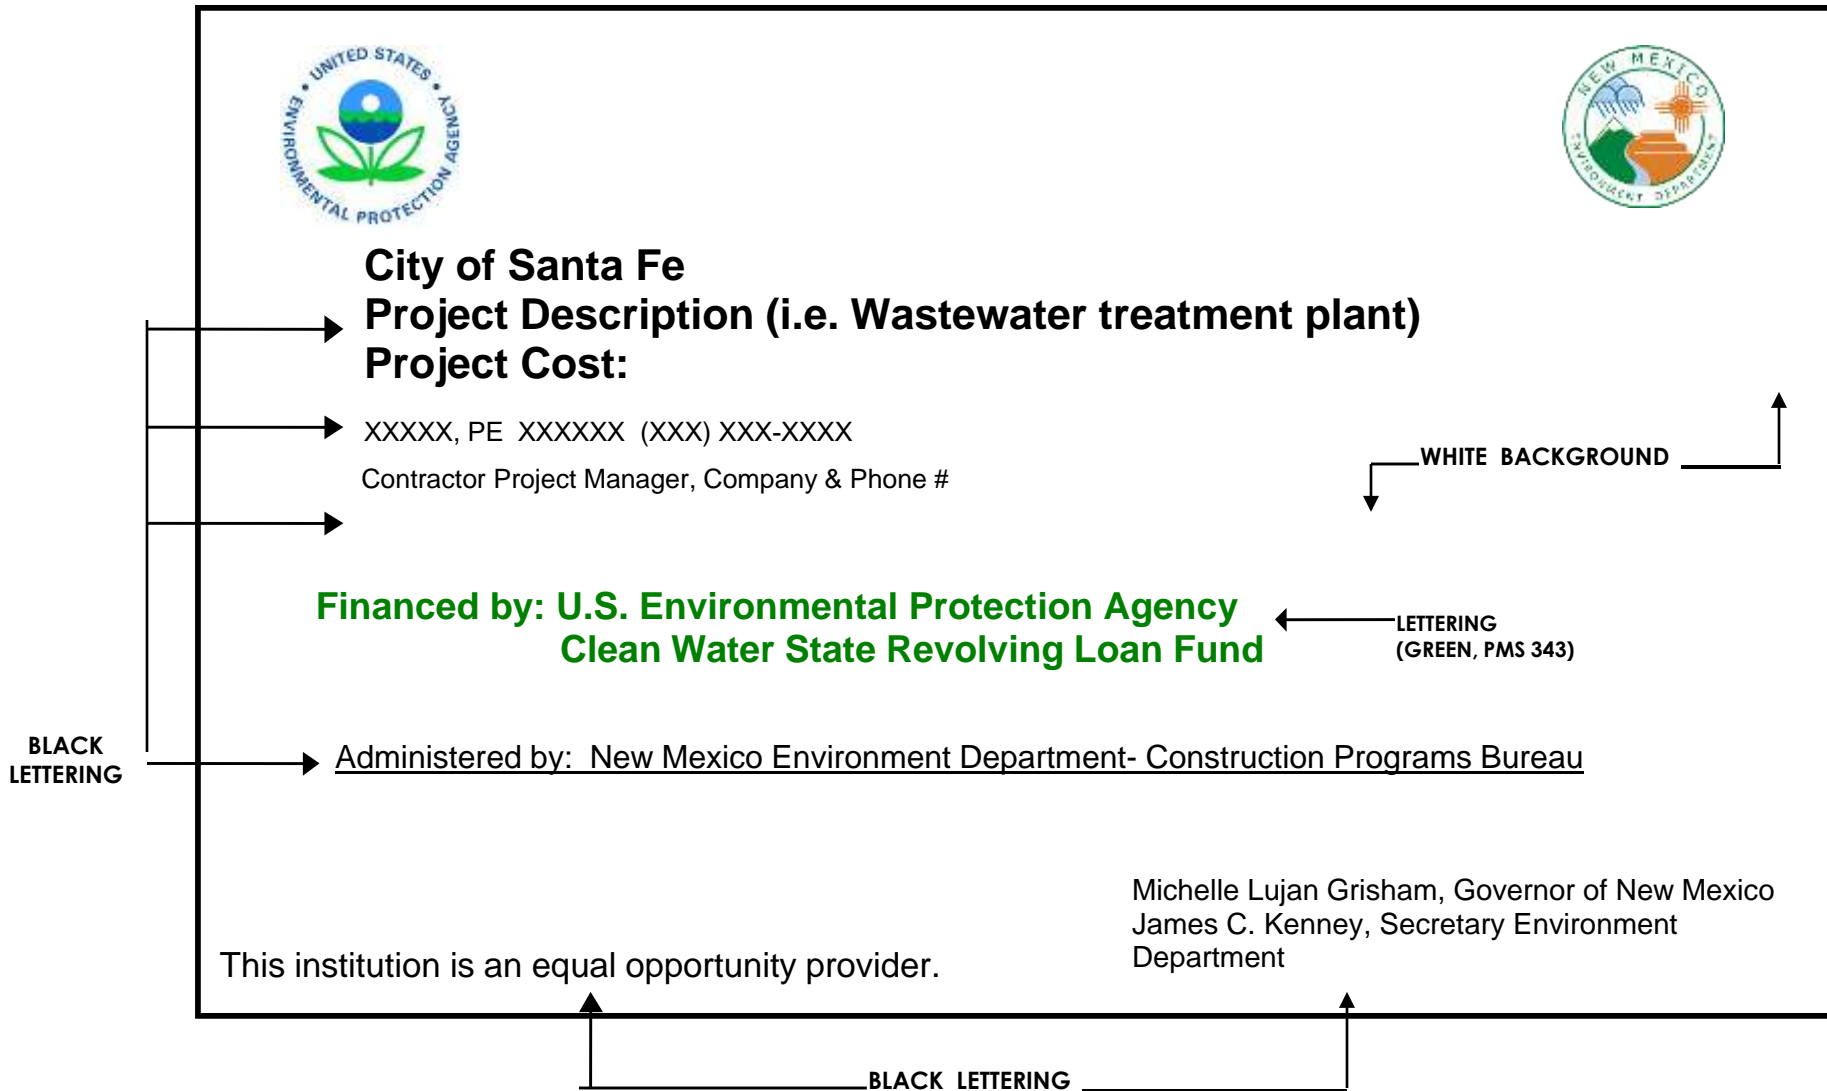 UNITED STATES • ENVIRONMENTAL PROTECTION AGENCY •
NEW MEXICO
ENVIRONMENT DEPARTMENT
City of Santa Fe
Project Description (i.e. Wastewater treatment plant)
Project Cost:
XXXXX, PE XXXXXX (XXX) XXX-XXXX
Contractor Project Manager, Company & Phone #
WHITE BACKGROUND
Financed by: U.S. Environmental Protection Agency
Clean Water State Revolving Loan Fund
LETTERING
(GREEN, PMS 343)
BLACK
LETTERING
Administered by: New Mexico Environment Department- Construction Programs Bureau
Michelle Lujan Grisham, Governor of New Mexico
James C. Kenney, Secretary Environment
Department
This institution is an equal opportunity provider.
BLACK LETTERING